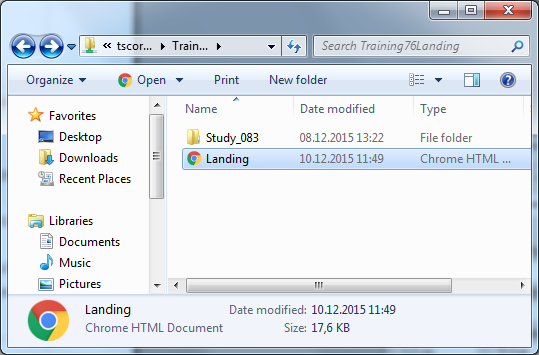 « tscor... Train...
Search Training76Landing
Organize Open Print New folder
Name Date modified Type
Favorites
Desktop
Downloads
Recent Places
Libraries
Documents
Music
Pictures
Study_083 08.12.2015 13:22 File folder
Landing 10.12.2015 11:49 Chrome HTML ...
Landing Date modified: 10.12.2015 11:49
Chrome HTML Document Size: 17,6 KB